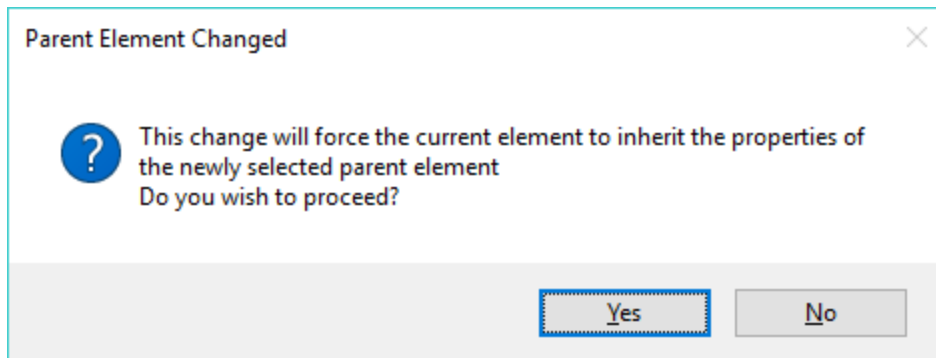 Parent Element Changed
This change will force the current element to inherit the properties of
the newly selected parent element
Do you wish to proceed?
Yes
No